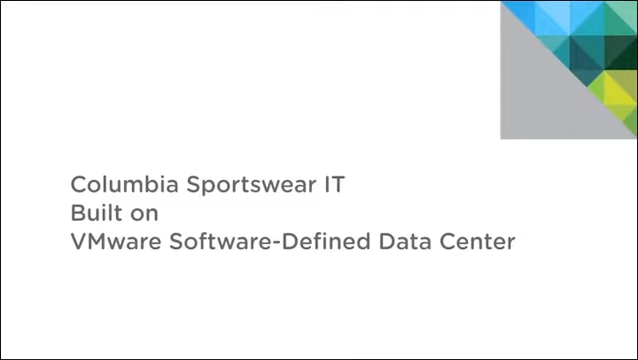 Columbia Sportswear IT
Built on
VMware Software-Defined Data Center